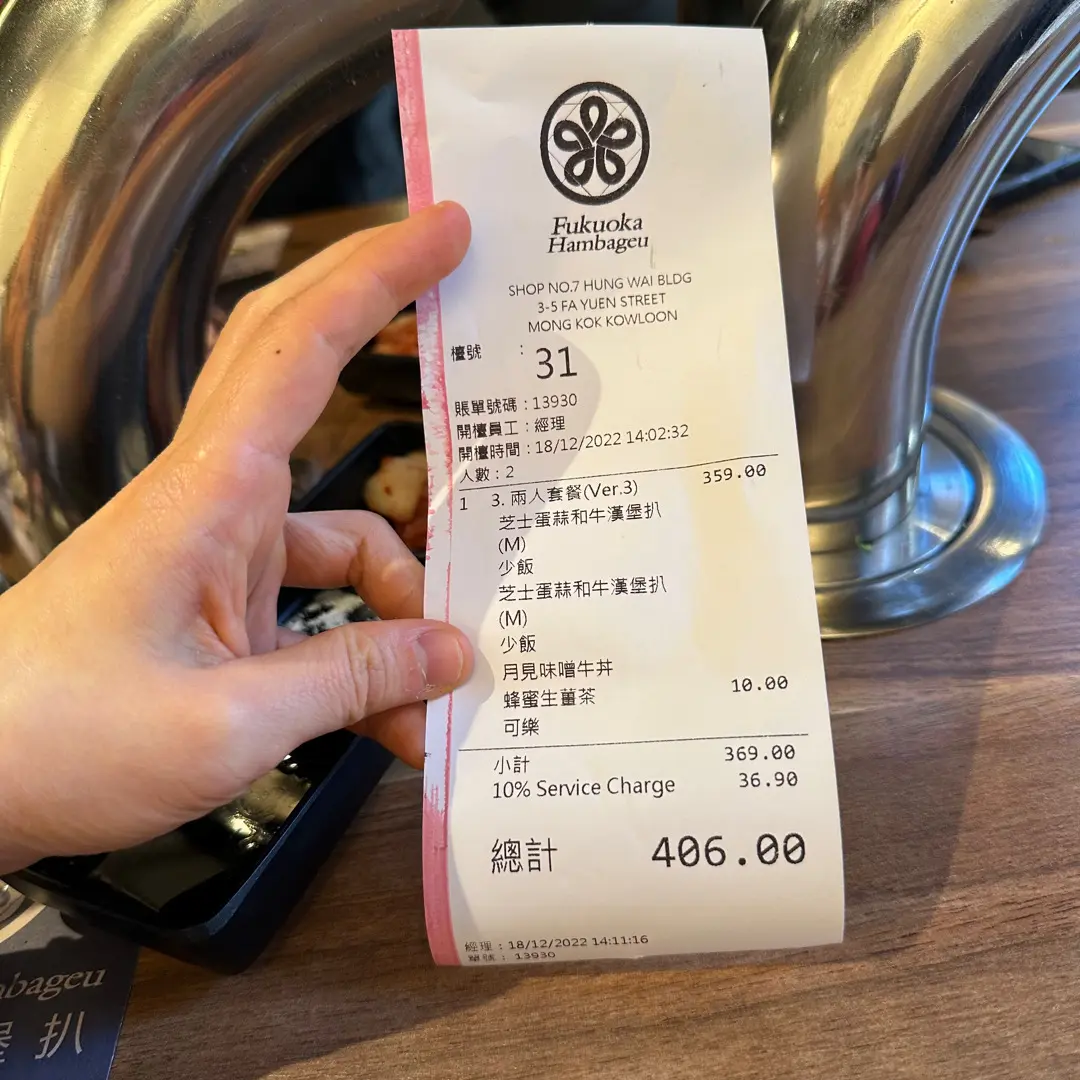 Fukuoka
Hambageu
SHOP NO.7 HUNG WAI BLDG
3-5 FA YUEN STREET
MONG KOK KOWLOON
檯號 : 31
賬單號碼 : 13930
開檯員工 : 經理
開檯時間 : 18/12/2022 14:02:32
人數 : 2
1 3. 兩人套餐(Ver.3) 359.00
芝士蛋蒜和牛漢堡扒
(M)
少飯
芝士蛋蒜和牛漢堡扒
(M)
少飯
月見味噌牛丼
蜂蜜生薑茶 10.00
可樂
小計 369.00
10% Service Charge 36.90
總計 406.00
經理 : 18/12/2022 14:11:16
單號 : 13930
bageu
堡 扒